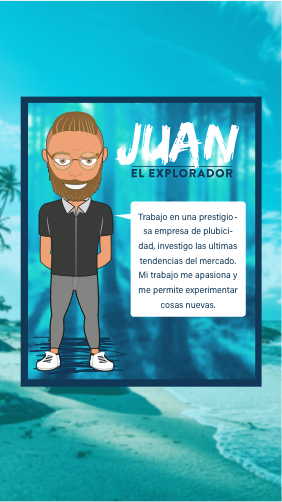 JUAN
EL EXPLORADOR
Trabajo en una prestigio-
sa empresa de plubici-
dad, investigo las ultimas
tendencias del mercado.
Mi trabajo me apasiona y
me permite experimentar
cosas nuevas.